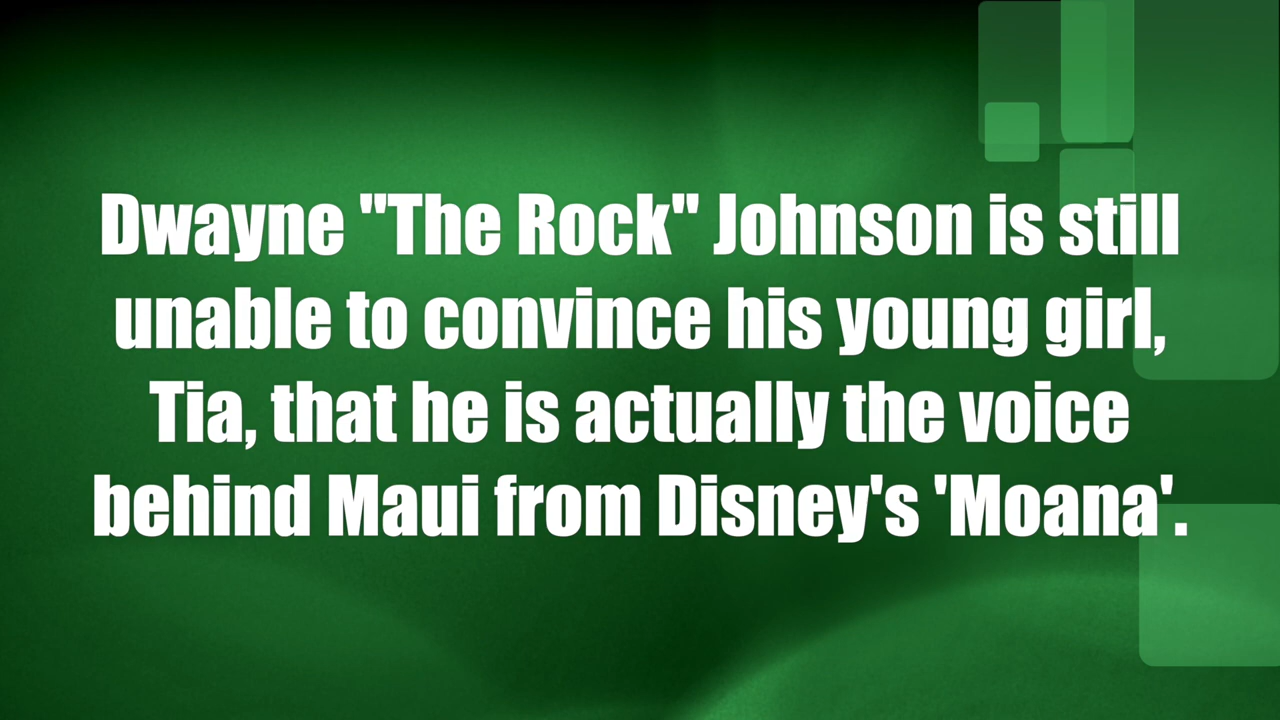 Dwayne "The Rock" Johnson is still
unable to convince his young girl,
Tia, that he is actually the voice
behind Maui from Disney's 'Moana'.